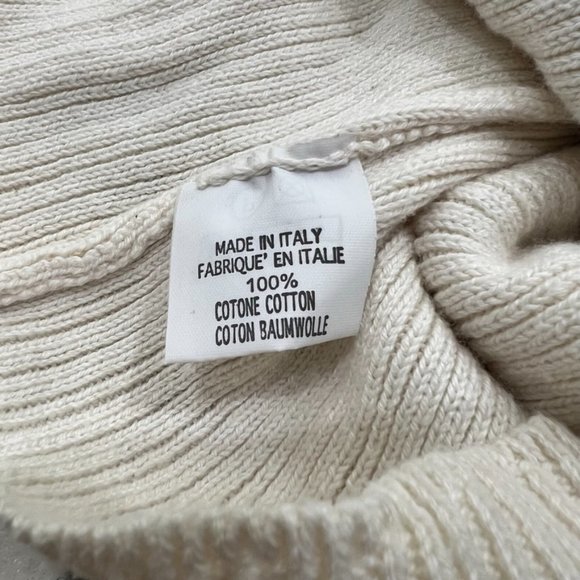 MADE IN ITALY
FABRIQUE' EN ITALIE
100%
COTONE COTTON
COTON BAUMWOLLE